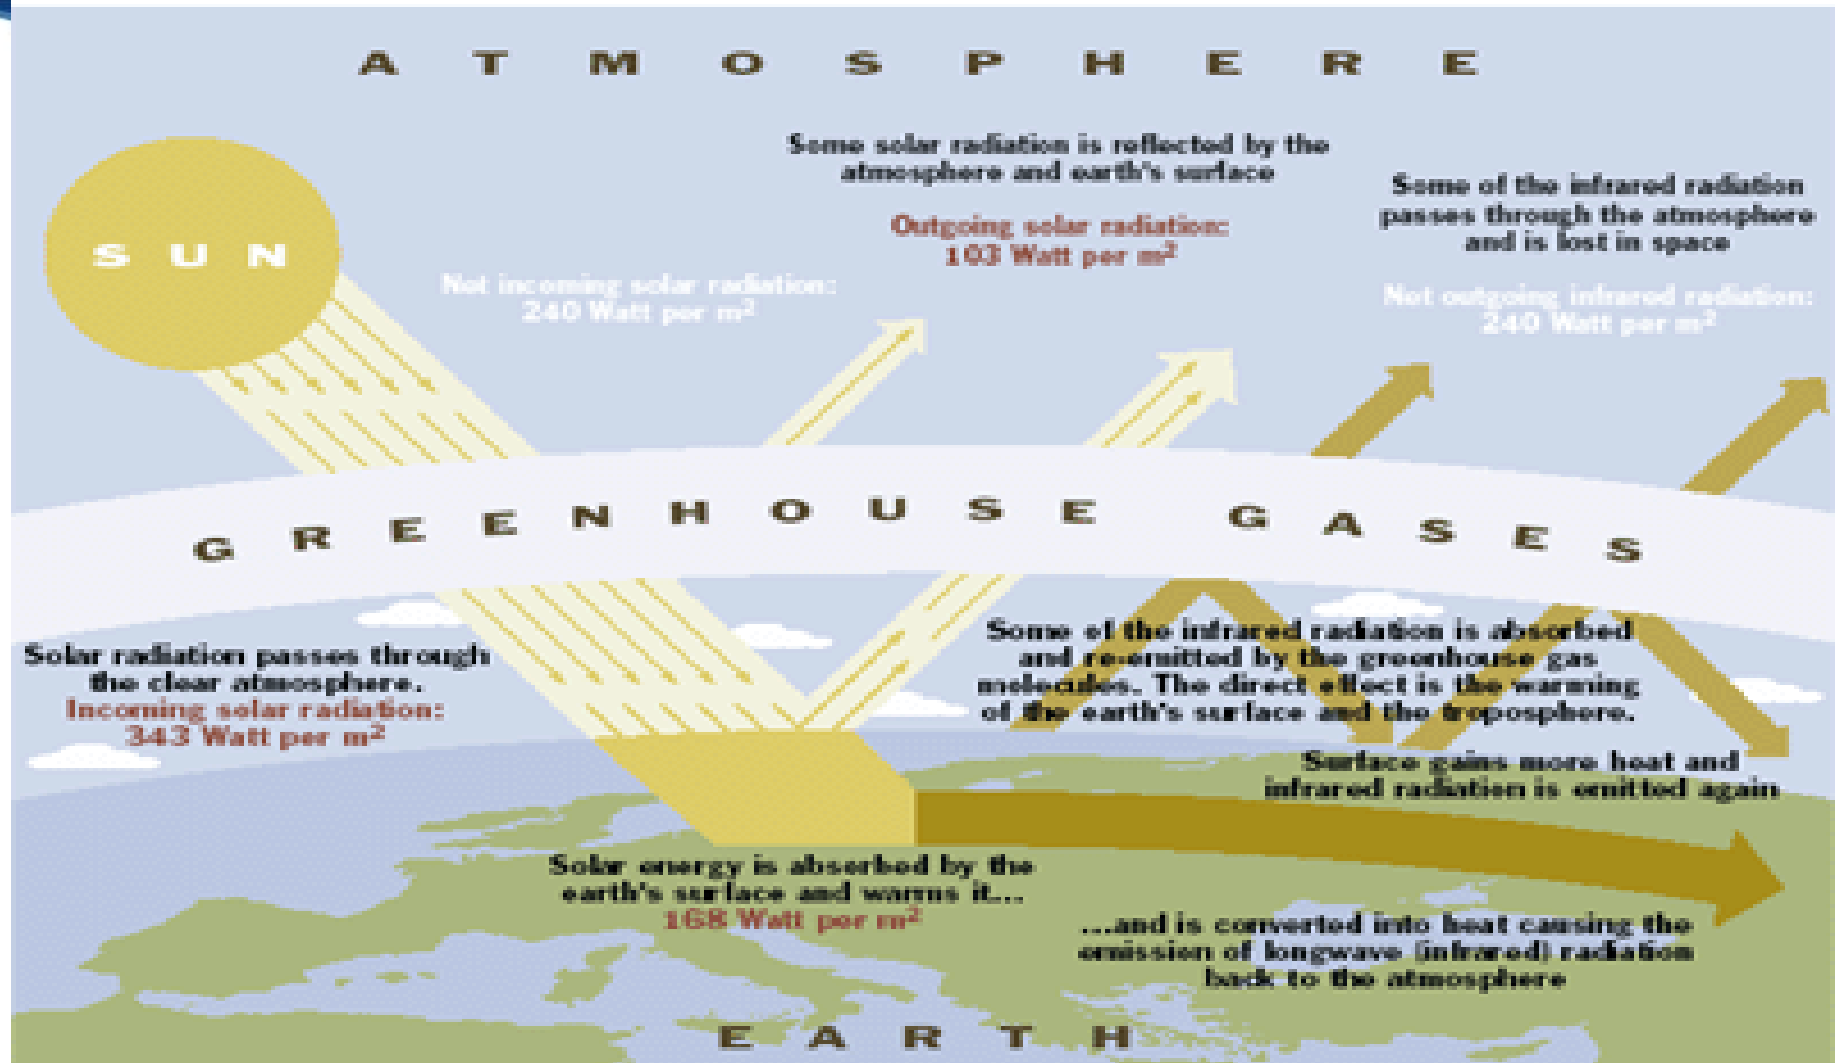 ATMOSPHERE
SUN
Some solar radiation is reflected by the
atmosphere and earth's surface
Outgoing solar radiation:
103 Watt per m²
Some of the infrared radiation
passes through the atmosphere
and is lost in space
Net incoming solar radiation:
240 Watt per m²
Net outgoing infrared radiation:
240 Watt per m²
GREENHOUSE GASES
Solar radiation passes through
the clear atmosphere.
Incoming solar radiation:
343 Watt per m²
Some of the infrared radiation is absorbed
and re-emitted by the greenhouse gas
molecules. The direct effect is the warming
of the earth's surface and the troposphere.
Surface gains more heat and
infrared radiation is emitted again
Solar energy is absorbed by the
earth's surface and warms it...
168 Watt per m²
...and is converted into heat causing the
emission of longwave (infrared) radiation
back to the atmosphere
EARTH